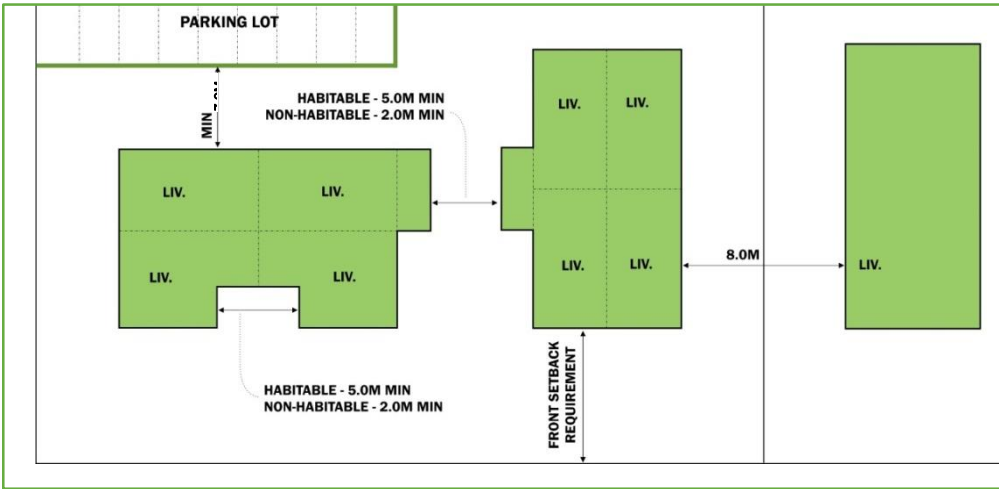 PARKING LOT
HABITABLE - 5.0M MIN
NON-HABITABLE - 2.0M MIN
MIN
LIV.
LIV.
LIV.
LIV.
LIV.
LIV.
LIV.
LIV.
8.0M
LIV.
HABITABLE - 5.0M MIN
NON-HABITABLE - 2.0M MIN
FRONT SETBACK
REQUIREMENT